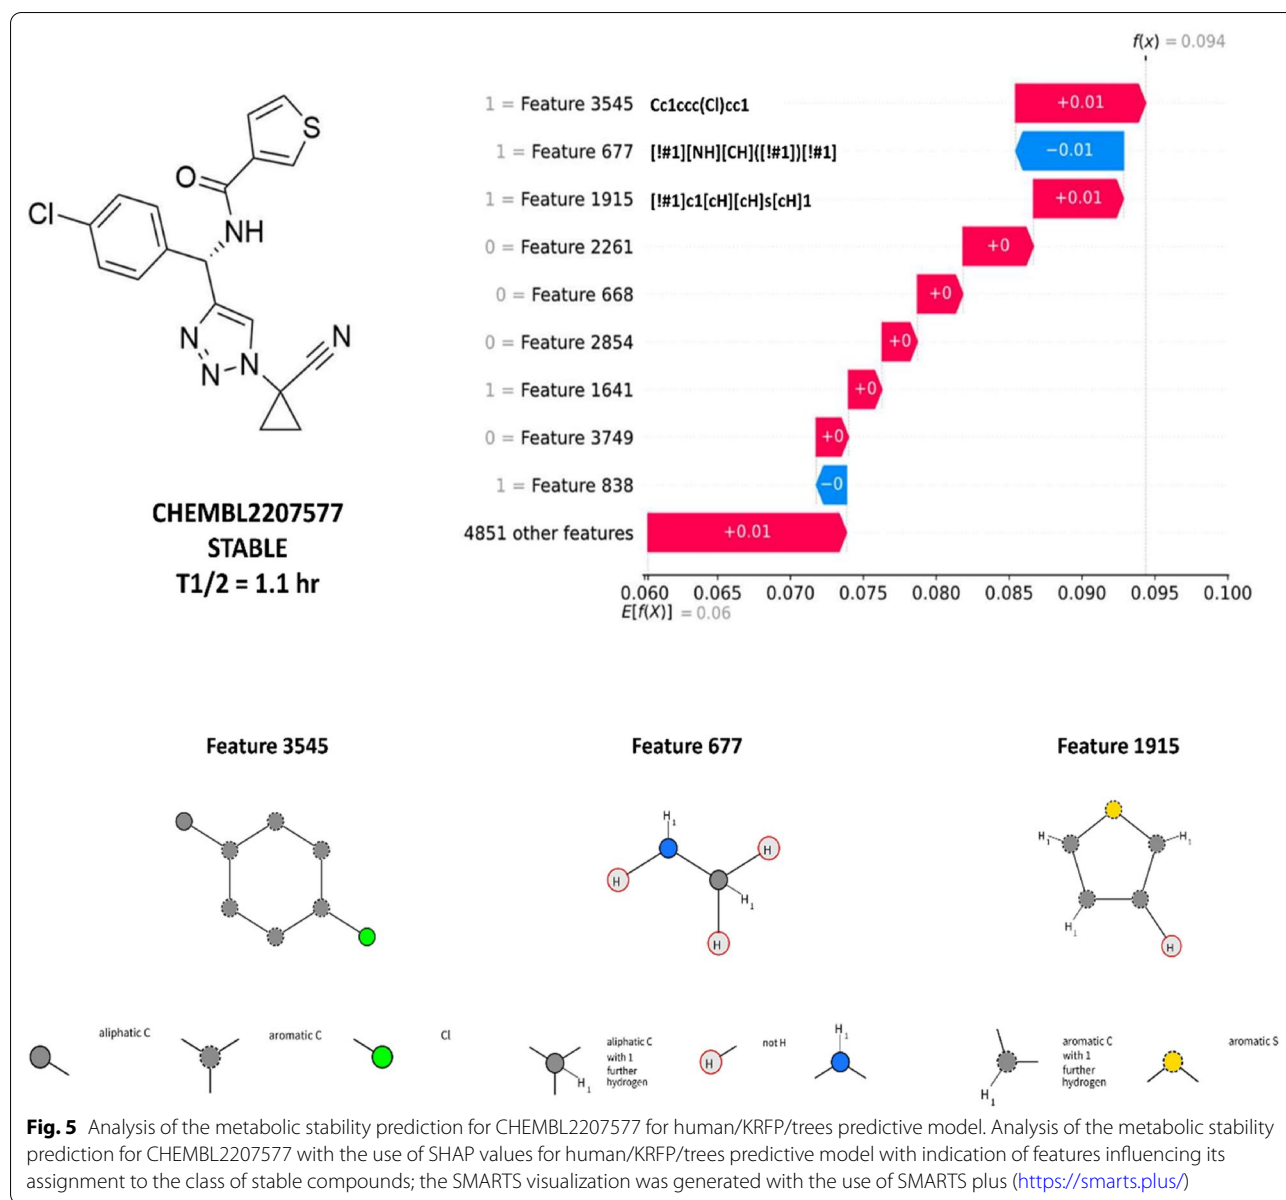 f(x) = 0.094
1 = Feature 3545 Cc1ccc(Cl)cc1 +0.01
1 = Feature 677 [!#1][NH][CH]([!#1])[!#1] −0.01
1 = Feature 1915 [!#1]c1[cH][cH]s[cH]1 +0.01
0 = Feature 2261 +0
0 = Feature 668 +0
0 = Feature 2854 +0
1 = Feature 1641 +0
0 = Feature 3749 +0
1 = Feature 838 −0
4851 other features +0.01
0.060 0.065 0.070 0.075 0.080 0.085 0.090 0.095 0.100
E[f(X)] = 0.06
S
O
Cl
NH
N
N
N
N
CHEMBL2207577
STABLE
T1/2 = 1.1 hr
Feature 3545
Feature 677
Feature 1915
H1
H
H
H1
H
H1
H1
H1
H
aliphatic C
aromatic C
Cl
aliphatic C
with 1
further
hydrogen
H1
H
not H
H1
aromatic C
with 1
further
hydrogen
H1
aromatic S
Fig. 5 Analysis of the metabolic stability prediction for CHEMBL2207577 for human/KRFP/trees predictive model. Analysis of the metabolic stability
prediction for CHEMBL2207577 with the use of SHAP values for human/KRFP/trees predictive model with indication of features influencing its
assignment to the class of stable compounds; the SMARTS visualization was generated with the use of SMARTS plus (https://smarts.plus/)